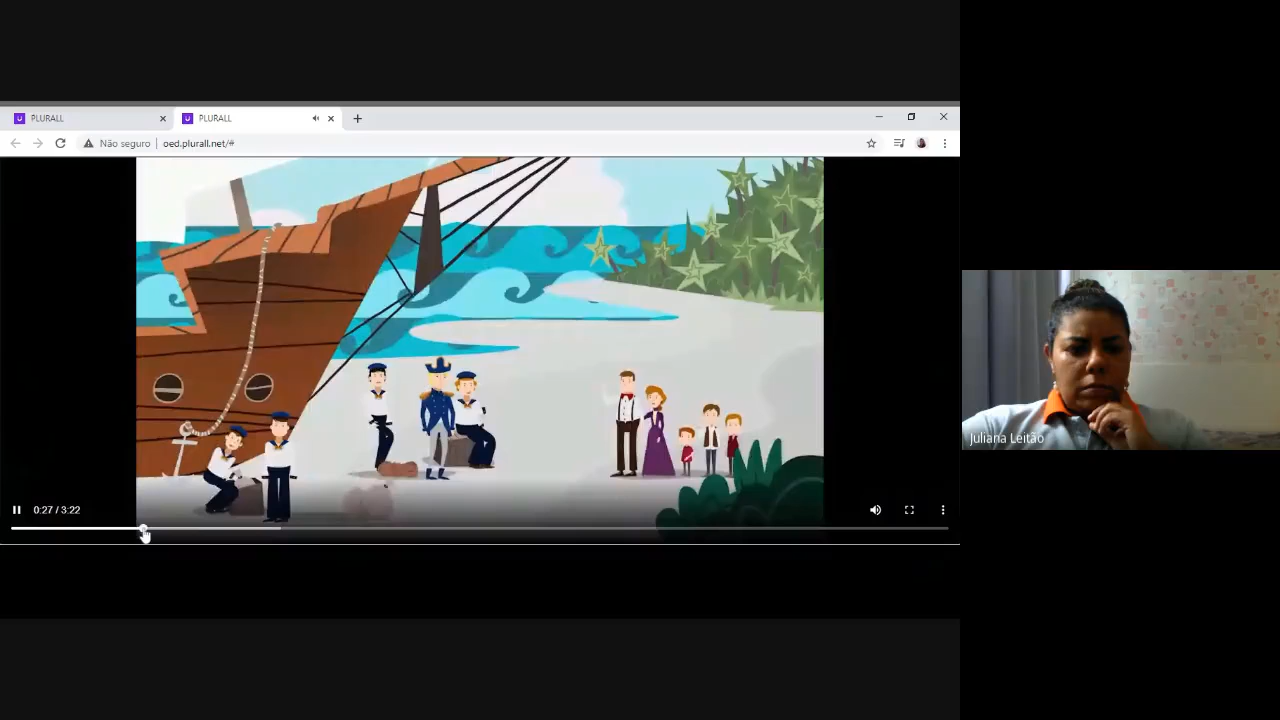 PLURALL
PLURALL
Não seguro
oed.plurall.net/#
0:27 / 3:22
Juliana Leitão